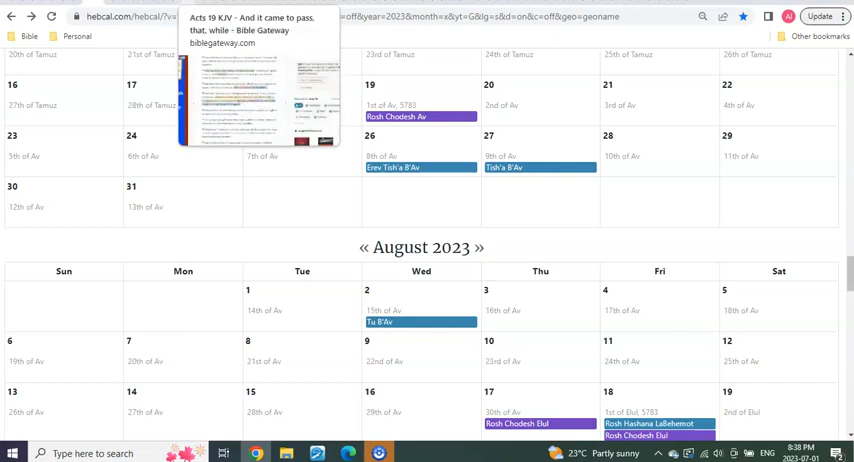 Acts 19 KJV - And it came to pass,
that, while - Bible Gateway
biblegateway.com
hebcal.com/hebcal/?v=
=off&year=2023&month=x&yt=G&lg=s&d=on&c=off&geo=geoname
AI
Update
Bible
Personal
Other bookmarks
20th of Tamuz
21st of Tamuz
23rd of Tamuz
24th of Tamuz
25th of Tamuz
26th of Tamuz
16 17 19 20 21 22
27th of Tamuz 28th of Tamuz 1st of Av, 5783 2nd of Av 3rd of Av 4th of Av
Rosh Chodesh Av
23 24 26 27 28 29
5th of Av 6th of Av 7th of Av 8th of Av 9th of Av 10th of Av 11th of Av
Erev Tish'a B'Av Tish'a B'Av
30 31
12th of Av 13th of Av
« August 2023 »
Sun Mon Tue Wed Thu Fri Sat
1 2 3 4 5
14th of Av 15th of Av 16th of Av 17th of Av 18th of Av
Tu B'Av
6 7 8 9 10 11 12
19th of Av 20th of Av 21st of Av 22nd of Av 23rd of Av 24th of Av 25th of Av
13 14 15 16 17 18 19
26th of Av 27th of Av 28th of Av 29th of Av 30th of Av 1st of Elul, 5783 2nd of Elul
Rosh Chodesh Elul Rosh Hashana LaBehemot
Rosh Chodesh Elul
Type here to search
23°C Partly sunny
ENG
8:38 PM
2023-07-01
2